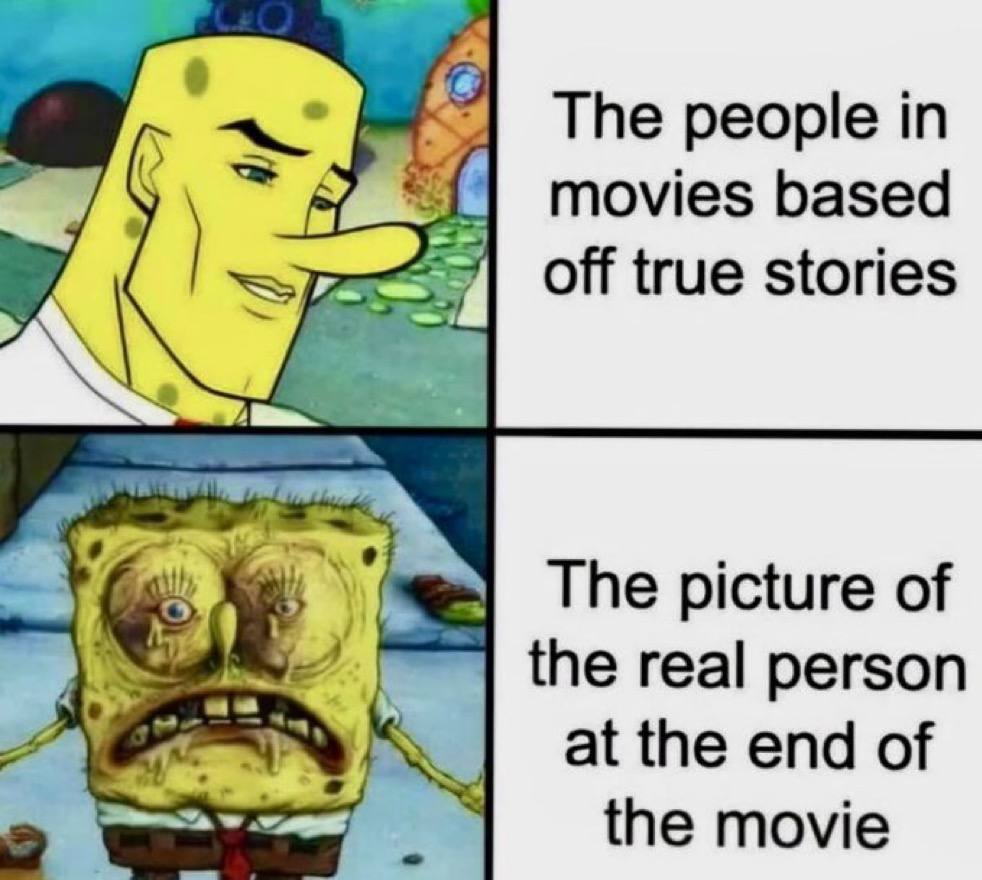 The people in
movies based
off true stories
The picture of
the real person
at the end of
the movie